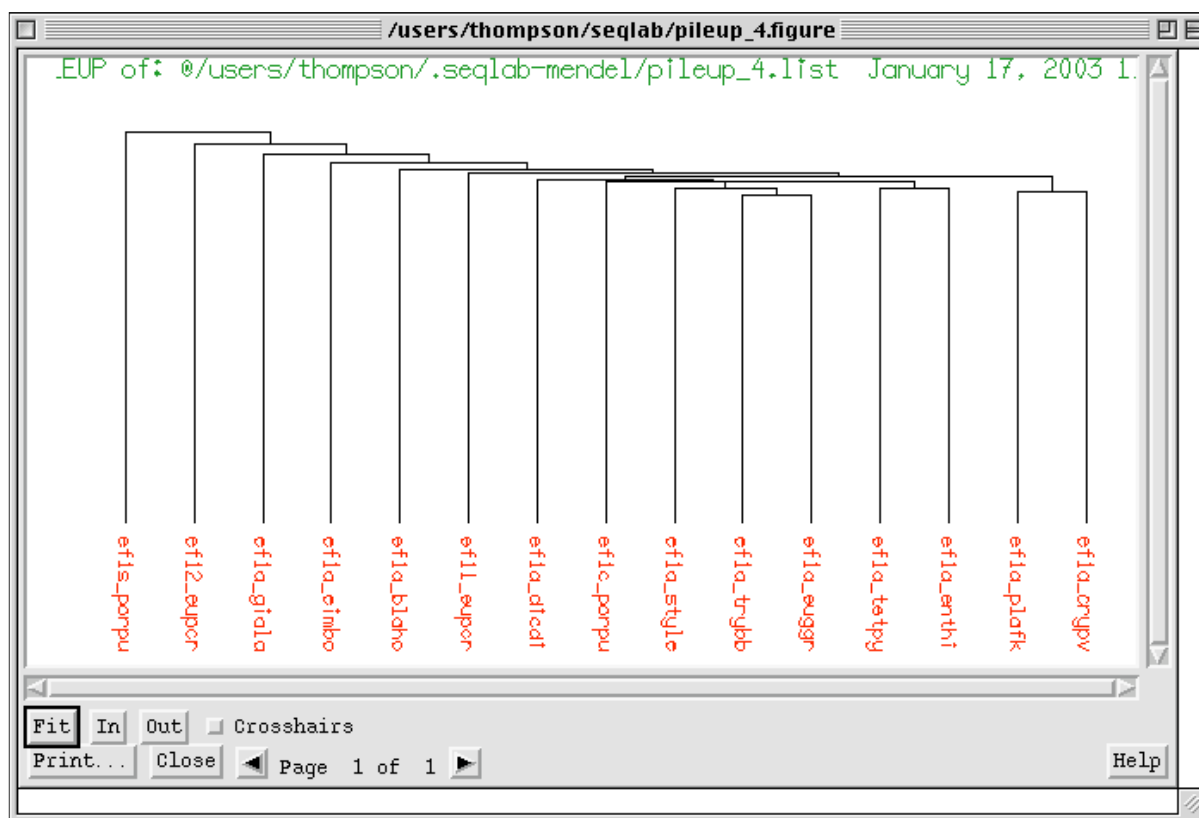 /users/thompson/seqlab/pileup_4.figure
.EUP of: @/users/thompson/.seqlab-mendel/pileup_4.list January 17, 2003 1
ef1s_porpu
ef12_eupcr
ef1a_giala
ef1a_eimbo
ef1a_blaho
ef11_eupcr
ef1a_dicdi
ef1c_porpu
ef1a_style
ef1a_trybb
ef1a_euggr
ef1a_tetpy
ef1a_enthi
ef1a_plafk
ef1a_crypv
Fit In Out Crosshairs
Print... Close Page 1 of 1 Help